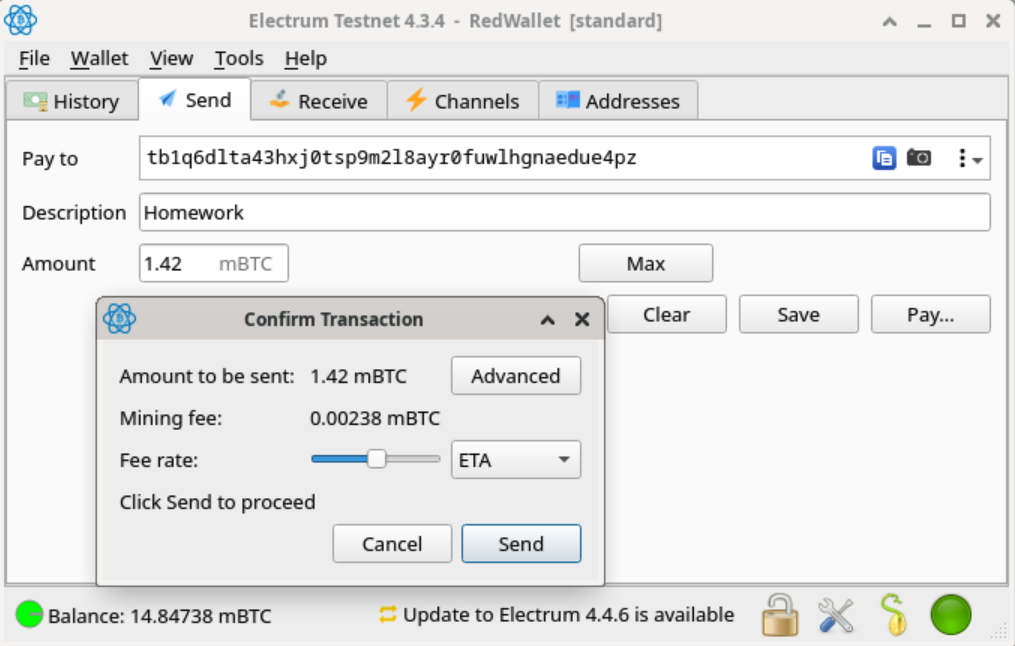 Electrum Testnet 4.3.4 - RedWallet [standard]
File Wallet View Tools Help
History Send Receive Channels Addresses
Pay to tb1q6dlta43hxj0tsp9m2l8ayr0fuwlhgnaedue4pz
Description Homework
Amount 1.42 mBTC Max
Clear Save Pay...
Confirm Transaction
Amount to be sent: 1.42 mBTC Advanced
Mining fee: 0.00238 mBTC
Fee rate: ETA
Click Send to proceed
Cancel Send
Balance: 14.84738 mBTC Update to Electrum 4.4.6 is available